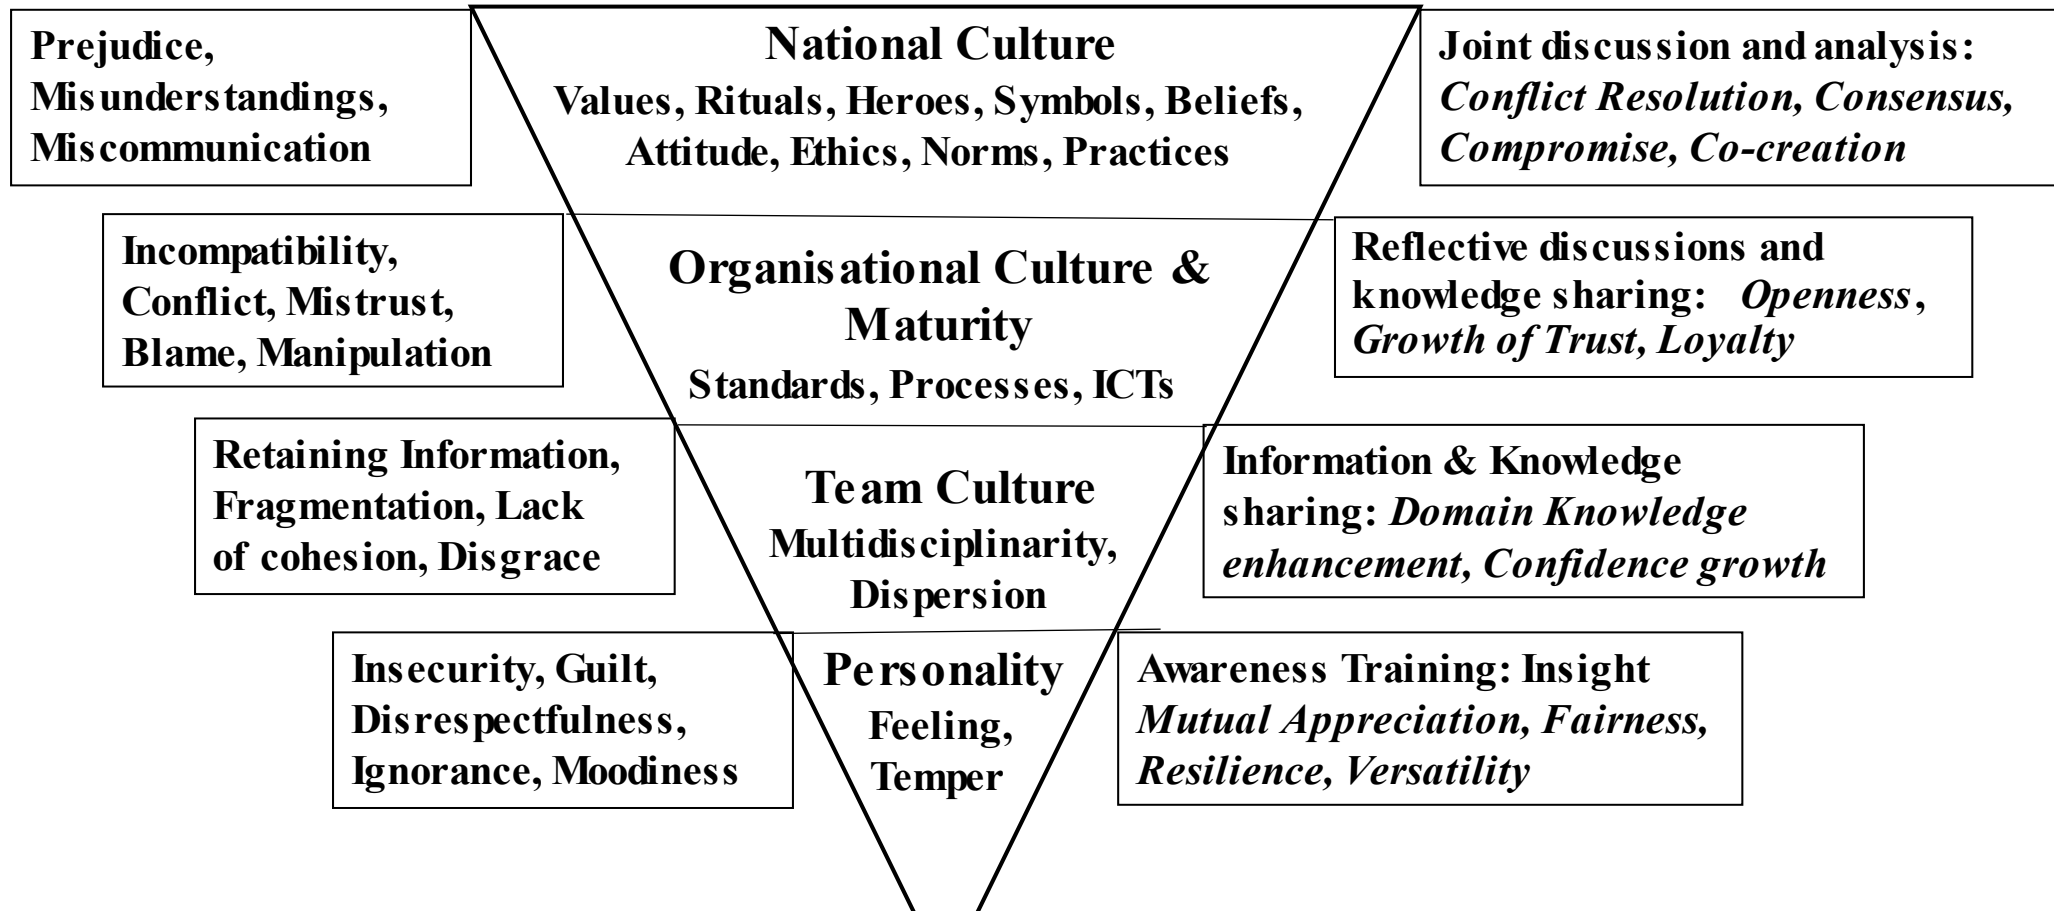 Prejudice,
Misunderstandings,
Miscommunication
National Culture
Values, Rituals, Heroes, Symbols, Beliefs,
Attitude, Ethics, Norms, Practices
Joint discussion and analysis:
Conflict Resolution, Consensus,
Compromise, Co-creation
Incompatibility,
Conflict, Mistrust,
Blame, Manipulation
Organisational Culture &
Maturity
Standards, Processes, ICTs
Reflective discussions and
knowledge sharing: Openness,
Growth of Trust, Loyalty
Retaining Information,
Fragmentation, Lack
of cohesion, Disgrace
Team Culture
Multidisciplinarity,
Dispersion
Information & Knowledge
sharing: Domain Knowledge
enhancement, Confidence growth
Insecurity, Guilt,
Disrespectfulness,
Ignorance, Moodiness
Personality
Feeling,
Temper
Awareness Training: Insight
Mutual Appreciation, Fairness,
Resilience, Versatility